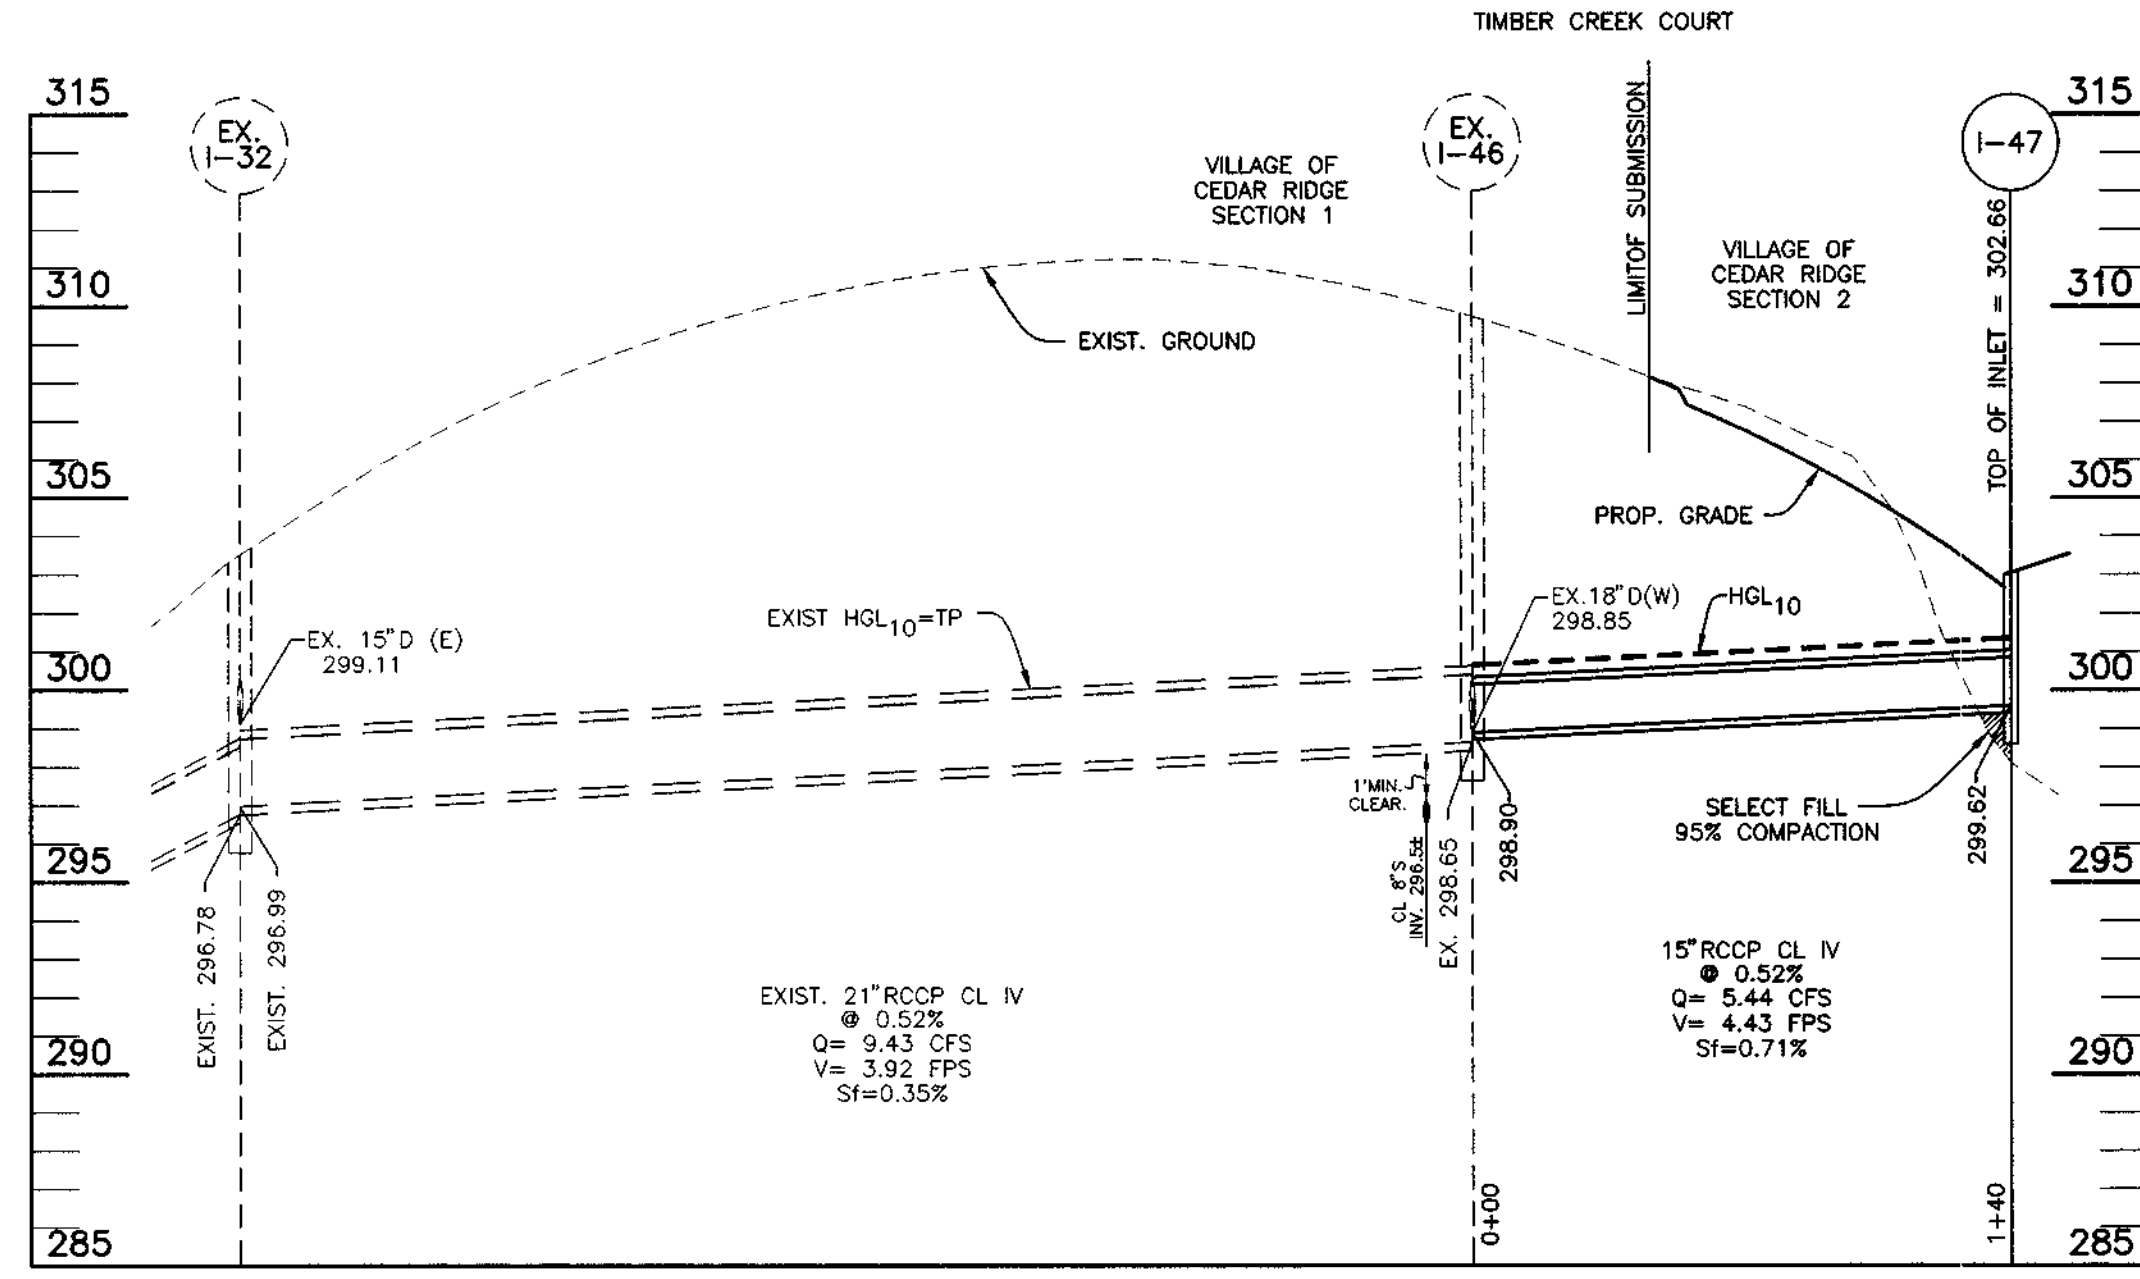 TIMBER CREEK COURT
315
315
EX.
I-32
EX.
I-46
I-47
VILLAGE OF
CEDAR RIDGE
SECTION 1
LIMITOF SUBMISSION
VILLAGE OF
CEDAR RIDGE
SECTION 2
TOP OF INLET = 302.66
310
310
EXIST. GROUND
305
305
PROP. GRADE
EXIST HGL10=TP
EX. 15"D (E)
299.11
EX.18"D(W)
298.85
HGL10
300
300
1'MIN.
CLEAR.
SELECT FILL
95% COMPACTION
CL 8"S
INV. 296.5±
EX. 298.65
298.90
299.62
295
295
EXIST. 296.78
EXIST. 296.99
EXIST. 21"RCCP CL IV
@ 0.52%
Q= 9.43 CFS
V= 3.92 FPS
Sf=0.35%
15"RCCP CL IV
@ 0.52%
Q= 5.44 CFS
V= 4.43 FPS
Sf=0.71%
290
290
0+00
1+40
285
285